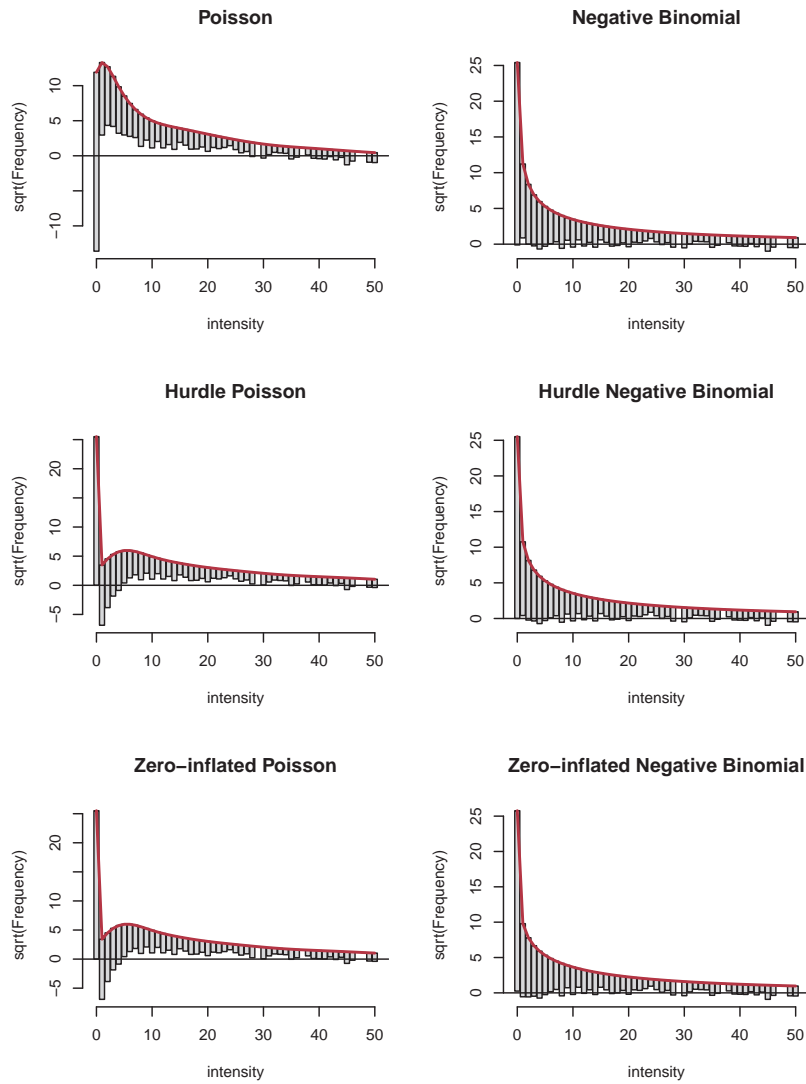 Poisson
sqrt(Frequency)
10
5
0
−10
0 10 20 30 40 50
intensity
Negative Binomial
sqrt(Frequency)
25
20
15
10
5
0
0 10 20 30 40 50
intensity
Hurdle Poisson
sqrt(Frequency)
20
10
5
0
−5
0 10 20 30 40 50
intensity
Hurdle Negative Binomial
sqrt(Frequency)
25
20
15
10
5
0
0 10 20 30 40 50
intensity
Zero−inflated Poisson
sqrt(Frequency)
20
10
5
0
−5
0 10 20 30 40 50
intensity
Zero−inflated Negative Binomial
sqrt(Frequency)
25
20
15
10
5
0
0 10 20 30 40 50
intensity